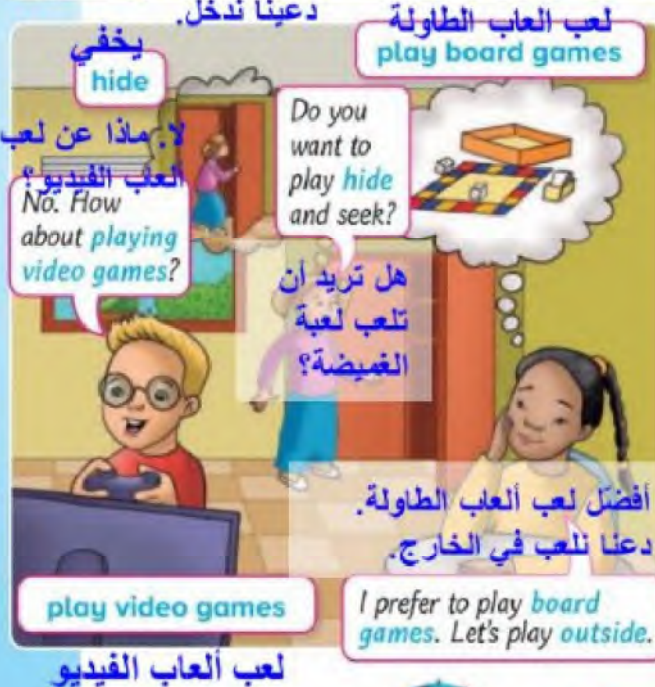 دعينا ندخل.
لعب العاب الطاولة
play board games
يخفي
hide
لا. ماذا عن لعب
ألعاب الفيديو؟
No. How
about playing
video games?
Do you
want to
play hide
and seek?
هل تريد أن
تلعب لعبة
الغميضة؟
أفضل لعب ألعاب الطاولة.
دعنا نلعب في الخارج.
play video games
لعب ألعاب الفيديو
I prefer to play board
games. Let's play outside.